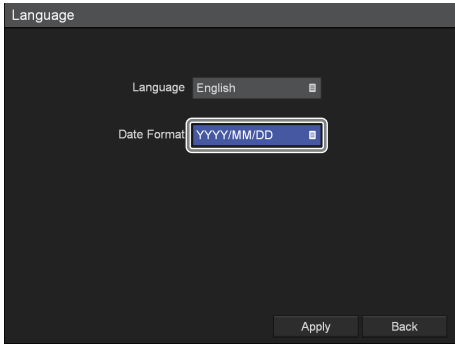 Language
Language English
Date Format YYYY/MM/DD
Apply Back